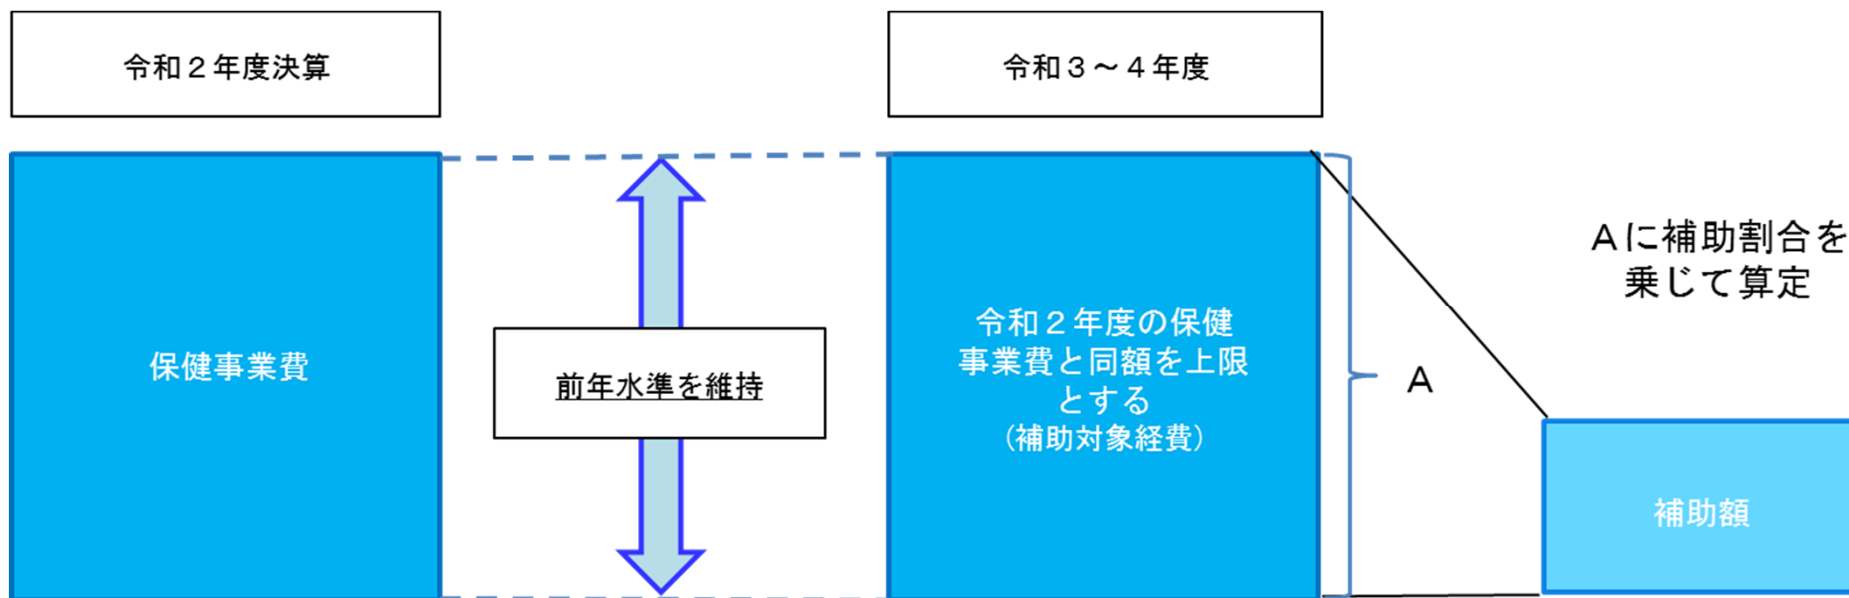 令和２年度決算
令和３～４年度
保健事業費
前年水準を維持
令和２年度の保健
事業費と同額を上限
とする
（補助対象経費）
A
Aに補助割合を
乗じて算定
補助額